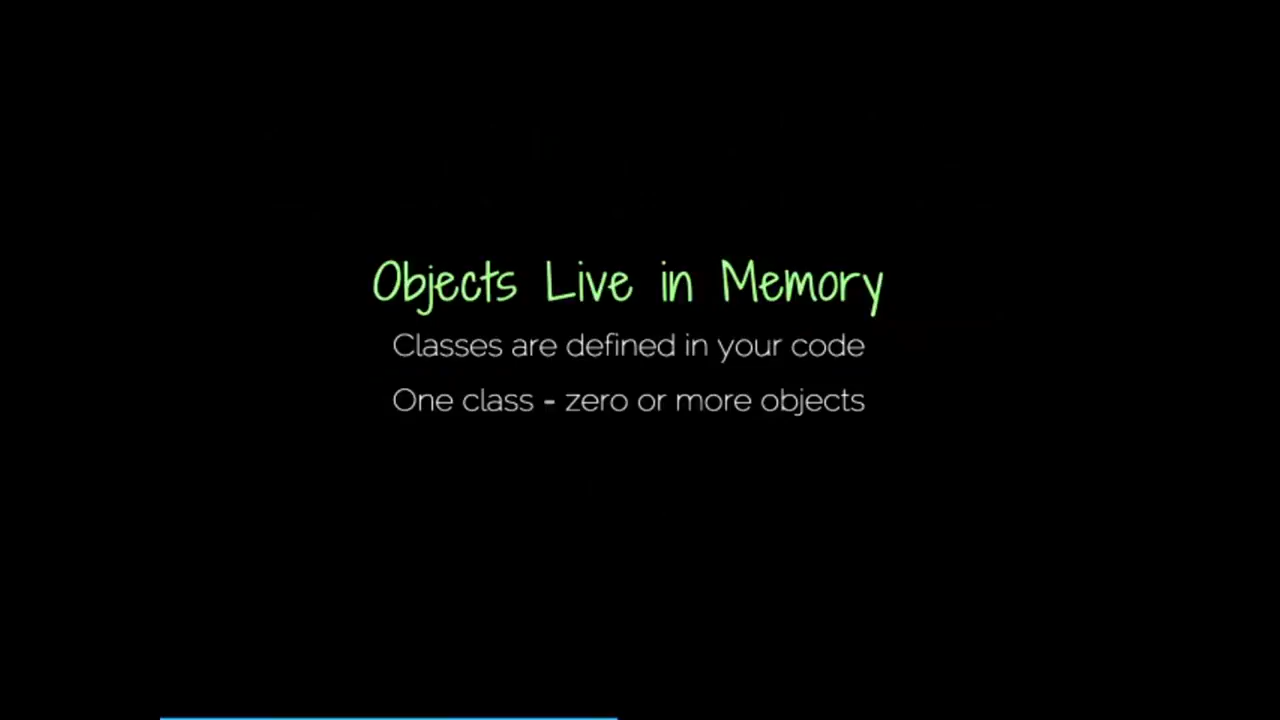 Objects Live in Memory
Classes are defined in your code
One class - zero or more objects